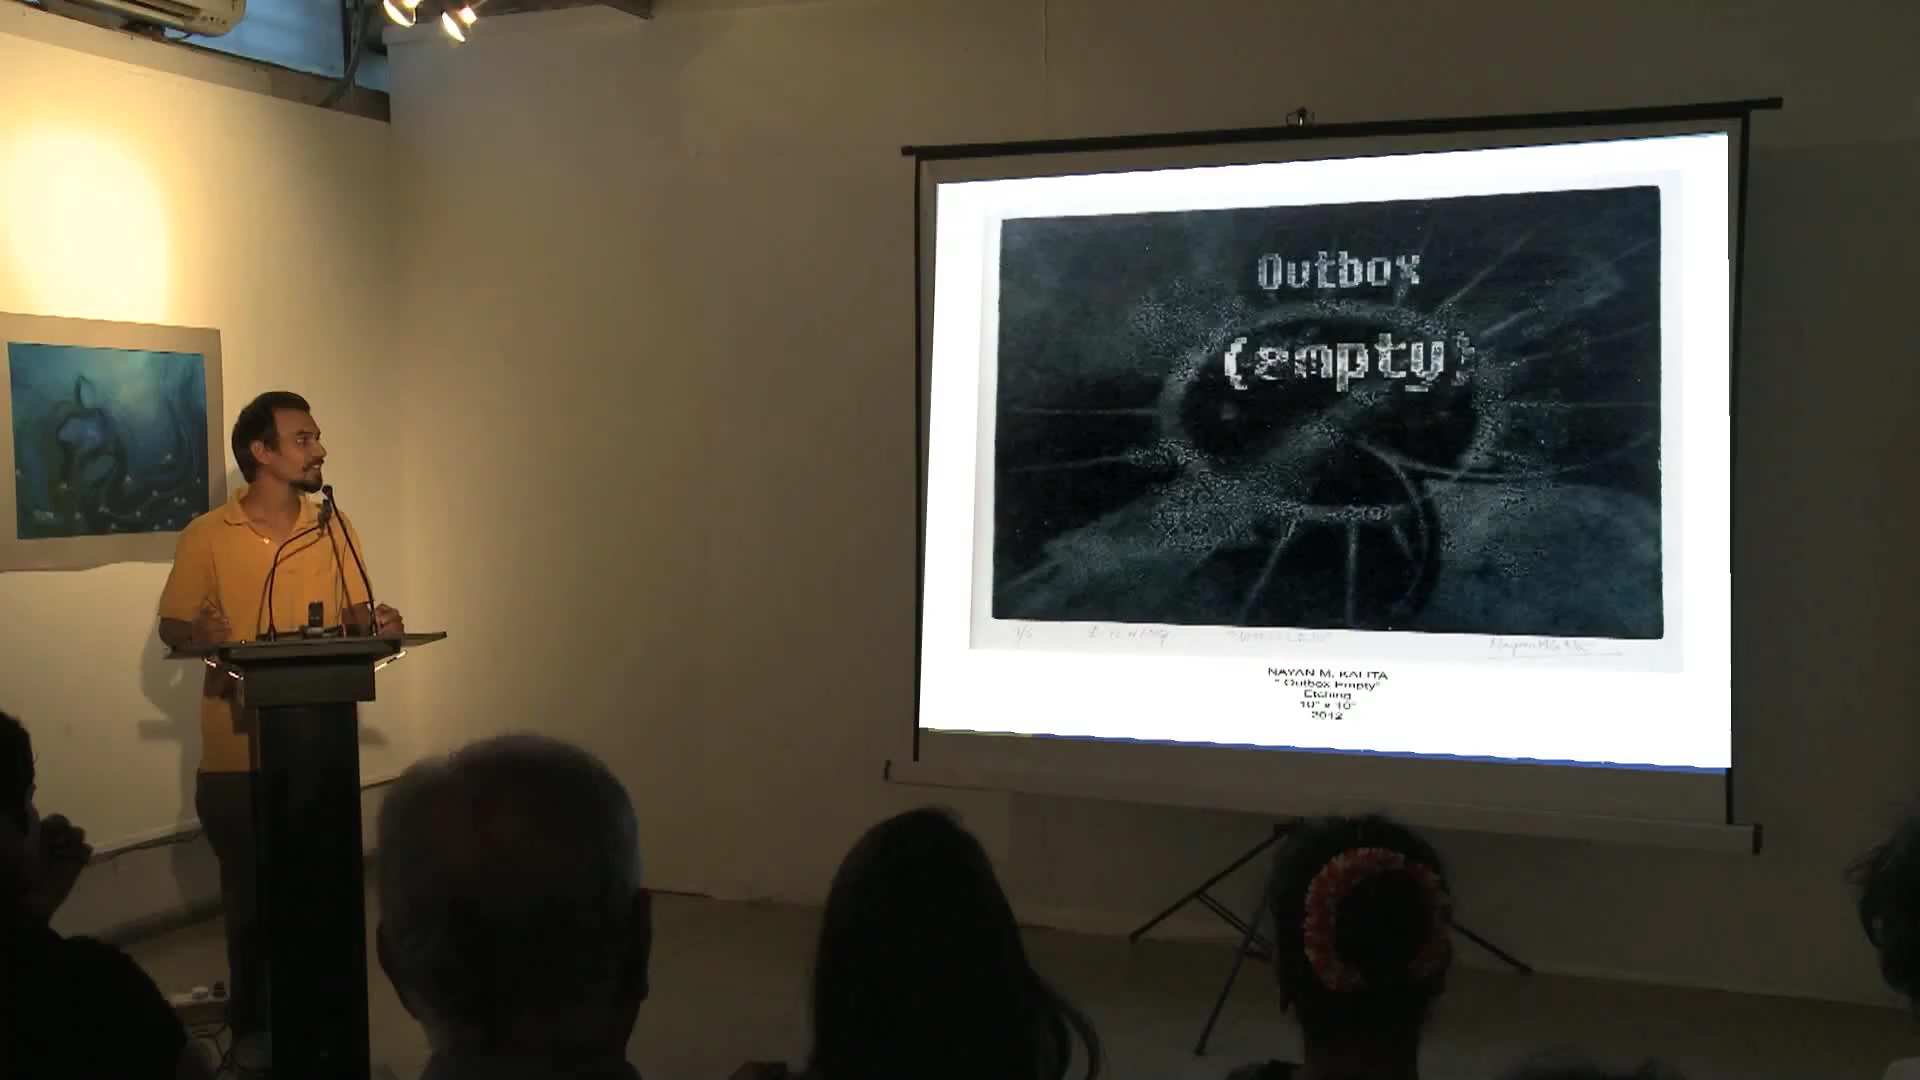 Outbox
(empty)
NAYAN M. KALITA
" Outbox Empty"
Etching
10" x 10"
2012